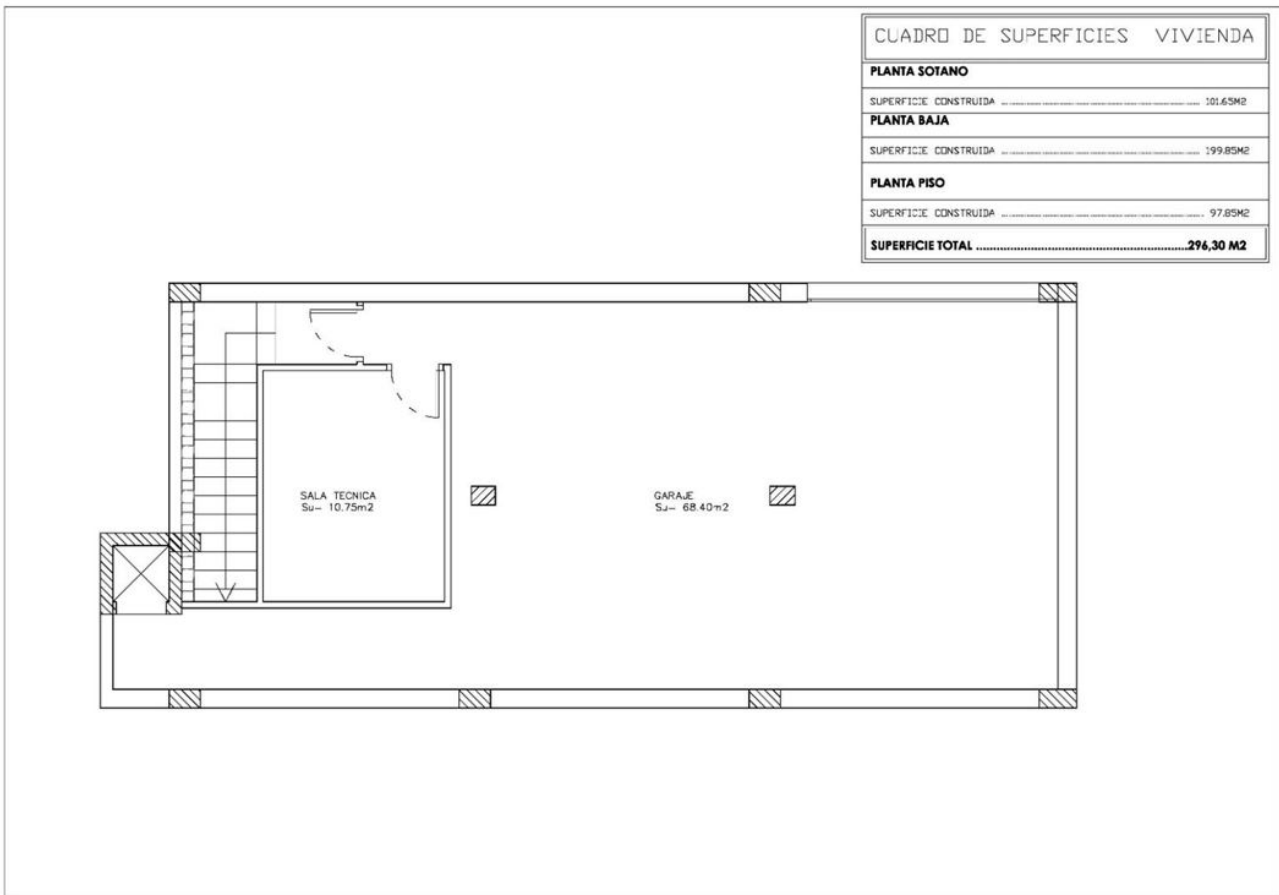 CUADRO DE SUPERFICIES VIVIENDA
PLANTA SOTANO
SUPERFICIE CONSTRUIDA ........................ 101.65M2
PLANTA BAJA
SUPERFICIE CONSTRUIDA ........................ 199.85M2
PLANTA PISO
SUPERFICIE CONSTRUIDA ........................ 97.85M2
SUPERFICIE TOTAL ........................296,30 M2
SALA TECNICA
Su- 10.75m2
GARAJE
Su- 68.40m2